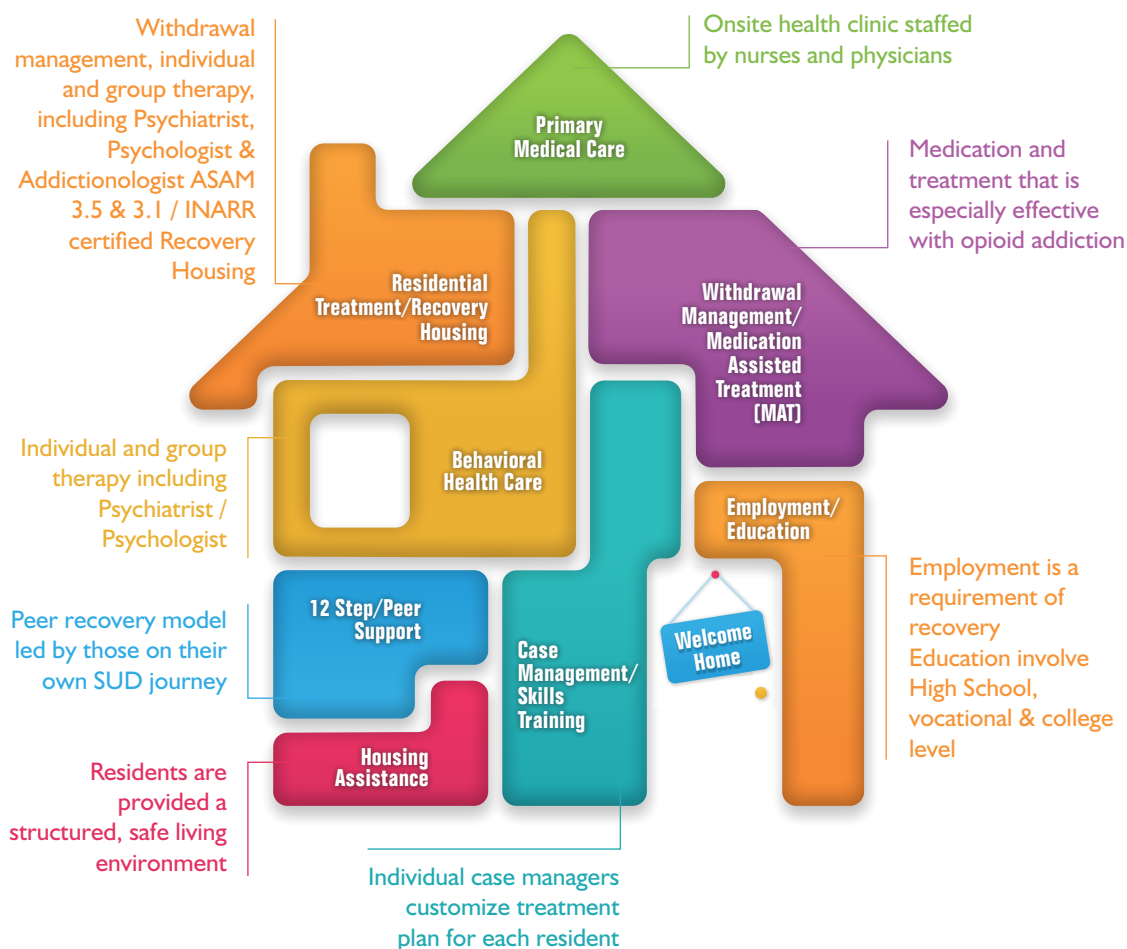 Withdrawal
management, individual
and group therapy,
including Psychiatrist,
Psychologist &
Addictionologist ASAM
3.5 & 3.1 / INARR
certified Recovery
Housing
Onsite health clinic staffed
by nurses and physicians
Primary
Medical Care
Medication and
treatment that is
especially effective
with opioid addiction
Residential
Treatment/Recovery
Housing
Withdrawal
Management/
Medication
Assisted
Treatment
(MAT)
Individual and group
therapy including
Psychiatrist /
Psychologist
Behavioral
Health Care
Employment/
Education
Employment is a
requirement of
recovery
Education involve
High School,
vocational & college
level
12 Step/Peer
Support
Peer recovery model
led by those on their
own SUD journey
Case
Management/
Skills
Training
Welcome
Home
Housing
Assistance
Residents are
provided a
structured, safe living
environment
Individual case managers
customize treatment
plan for each resident